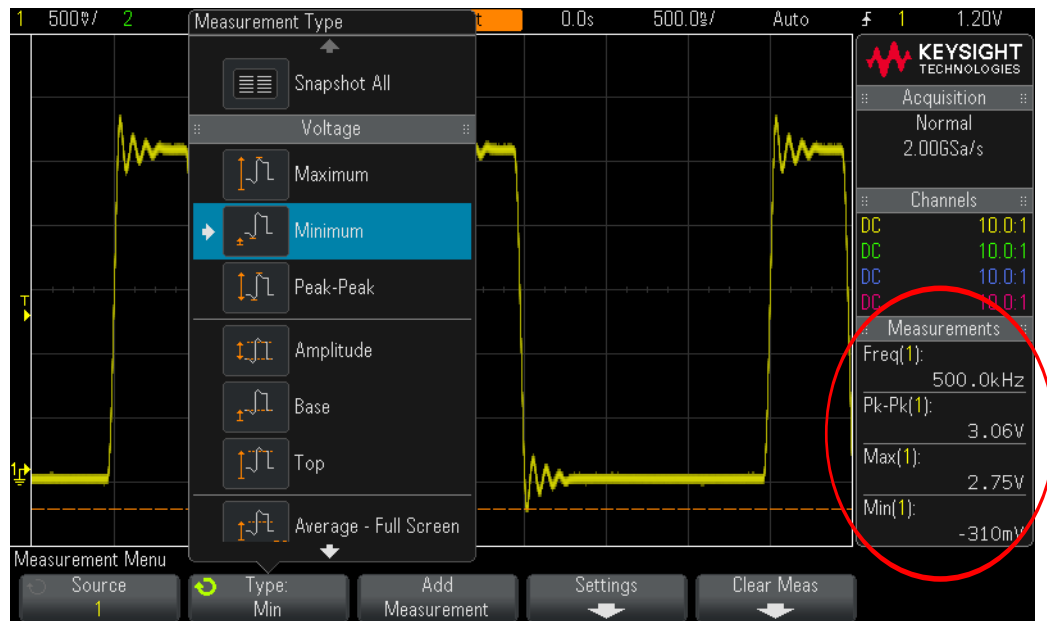 1 500mV/ 2 t 0.0s 500.0ns/ Auto 1 1.20V
Measurement Type
Snapshot All
Voltage
Maximum
Minimum
Peak-Peak
Amplitude
Base
Top
Average - Full Screen
KEYSIGHT
TECHNOLOGIES
Acquisition
Normal
2.00GSa/s
Channels
DC 10.0:1
DC 10.0:1
DC 10.0:1
DC 10.0:1
Measurements
Freq(1):
500.0kHz
Pk-Pk(1):
3.06V
Max(1):
2.75V
Min(1):
-310mV
T
1
Measurement Menu
Source
1
Type:
Min
Add
Measurement
Settings
Clear Meas